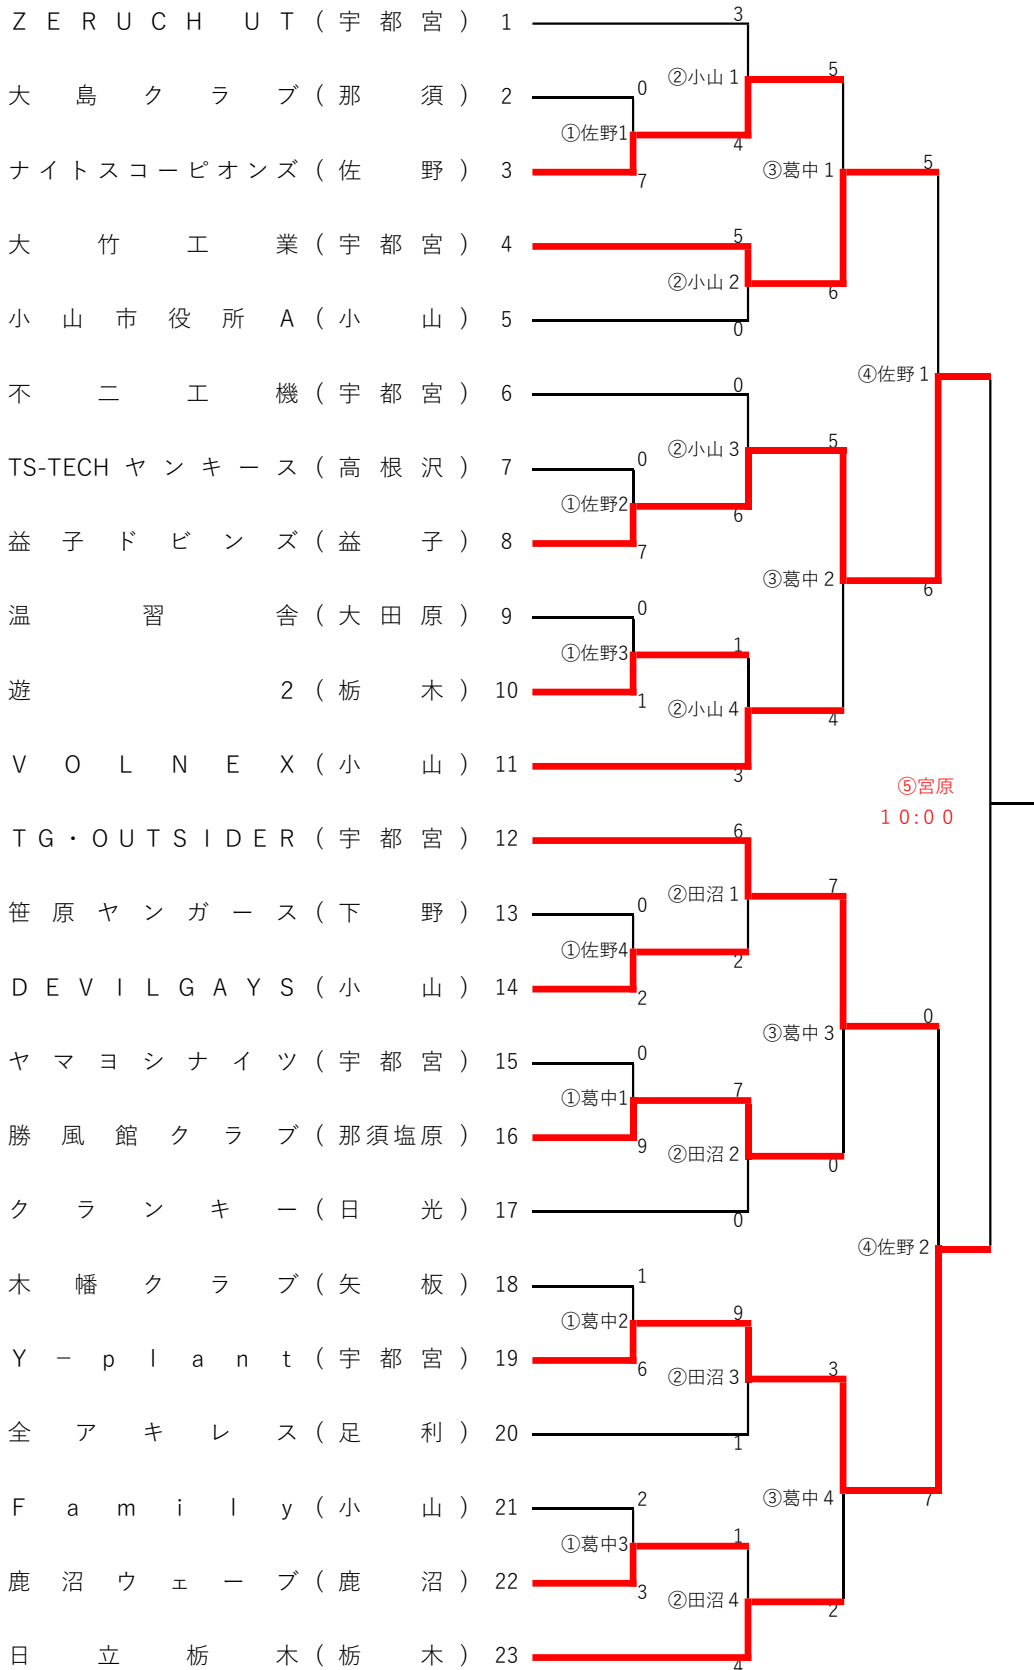 ZERUCH UT(宇都宮) 1 3
②小山1 5
大島クラブ(那須) 2 0
①佐野1 4
ナイトスコーピオンズ(佐野) 3 7
③葛中1 5
大竹工業(宇都宮) 4 5
②小山2 6
小山市役所A(小山) 5 0
④佐野1
不二工機(宇都宮) 6 0
②小山3 5
TS-TECHヤンキース(高根沢) 7 0
①佐野2 6
益子ドビンズ(益子) 8 7
③葛中2 6
温習舎(大田原) 9 0
①佐野3 1
遊2(栃木) 10 1
②小山4 4
VOLNEX(小山) 11 3
⑤宮原
10:00
TG・OUTSIDER(宇都宮) 12 6
②田沼1 7
笹原ヤンガース(下野) 13 0
①佐野4 2
DEVILGAYS(小山) 14 2
③葛中3 0
ヤマヨシナイツ(宇都宮) 15 0
①葛中1 7
勝風館クラブ(那須塩原) 16 9
②田沼2 0
クランキー(日光) 17 0
④佐野2
木幡クラブ(矢板) 18 1
①葛中2 9
Y-plant(宇都宮) 19 6
②田沼3 3
全アキレス(足利) 20 1
③葛中4 7
Family(小山) 21 2
①葛中3 1
鹿沼ウェーブ(鹿沼) 22 3
②田沼4 2
日立栃木(栃木) 23 4